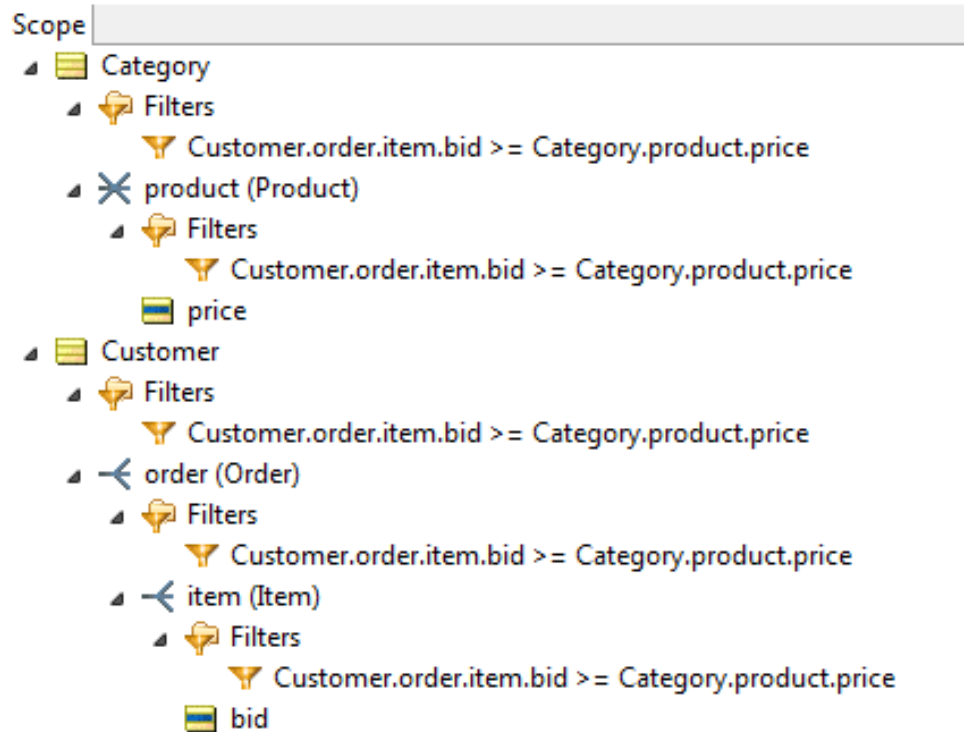 Scope
Category
Filters
Customer.order.item.bid >= Category.product.price
product (Product)
Filters
Customer.order.item.bid >= Category.product.price
price
Customer
Filters
Customer.order.item.bid >= Category.product.price
order (Order)
Filters
Customer.order.item.bid >= Category.product.price
item (Item)
Filters
Customer.order.item.bid >= Category.product.price
bid